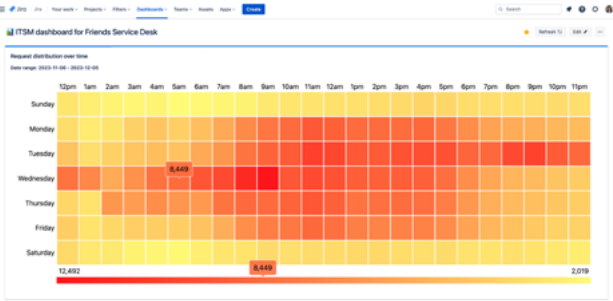 Jira Jira Your work Projects Filters Dashboards Teams Assets Apps Create Search
ITSM dashboard for Friends Service Desk Refresh Edit
Request distribution over time
Date range: 2023-11-06 - 2023-12-05
12pm 1am 2am 3am 4am 5am 6am 7am 8am 9am 10am 11am 12am 1pm 2pm 3pm 4pm 5pm 6pm 7pm 8pm 9pm 10pm 11pm
Sunday
Monday
Tuesday
8,449
Wednesday
Thursday
Friday
Saturday
12,492 8,449 2,019